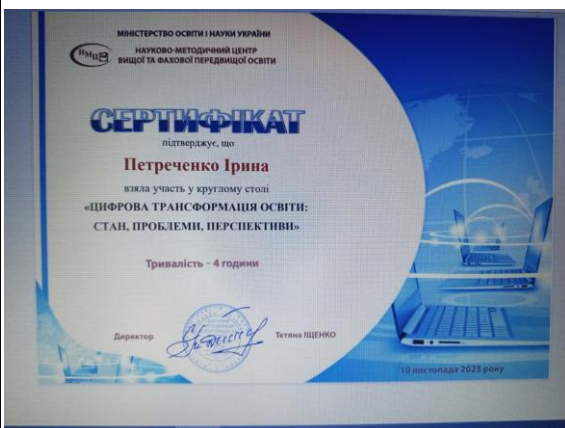 МІНІСТЕРСТВО ОСВІТИ І НАУКИ УКРАЇНИ
НМЦ
НАУКОВО-МЕТОДИЧНИЙ ЦЕНТР
ВИЩОЇ ТА ФАХОВОЇ ПЕРЕДВИЩОЇ ОСВІТИ
СЕРТИФІКАТ
підтверджує, що
Петреченко Ірина
взяла участь у круглому столі
«ЦИФРОВА ТРАНСФОРМАЦІЯ ОСВІТИ:
СТАН, ПРОБЛЕМИ, ПЕРСПЕКТИВИ»
Тривалість – 4 години
Директор Тетяна ІЩЕНКО
10 листопада 2023 року